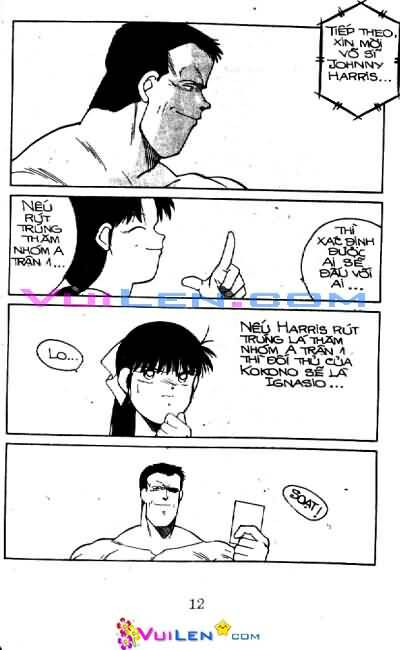 TIẾP THEO,
XIN MỜI
VÕ SĨ
JOHNNY
HARRIS...
NẾU
RÚT
TRÚNG
THĂM
NHÓM A
TRẬN 1...
THÌ
XÁC ĐỊNH
ĐƯỢC
AI SẼ
ĐẤU VỚI
AI...
VUILEN.COM
LO...
NẾU HARRIS RÚT
TRÚNG LÁ THĂM
NHÓM A TRẬN 1
THÌ ĐỐI THỦ CỦA
KOKONO SẼ LÀ
IGNASIO...
SOẠT!
12
VUILEN.COM